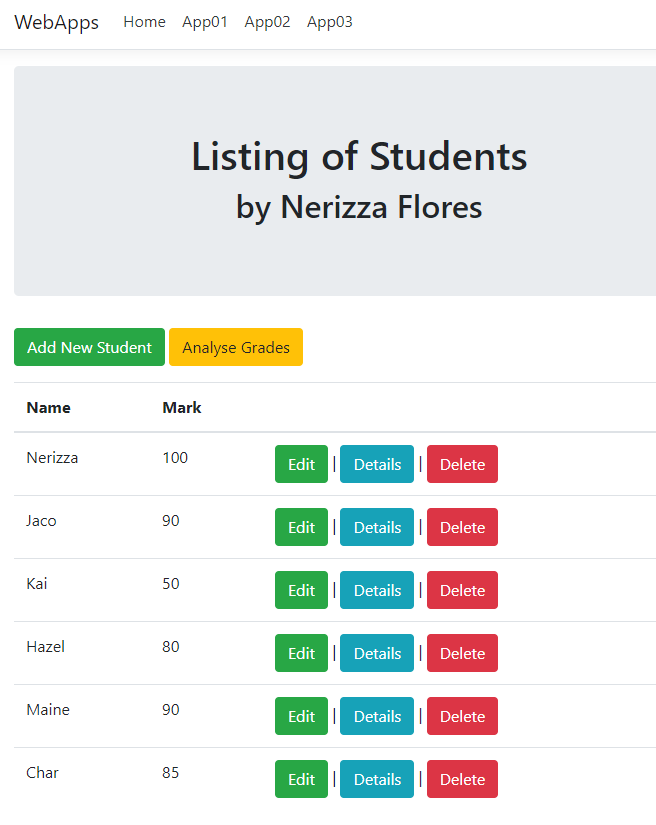 WebApps Home App01 App02 App03
Listing of Students
by Nerizza Flores
Add New Student Analyse Grades
Name Mark
Nerizza 100 Edit | Details | Delete
Jaco 90 Edit | Details | Delete
Kai 50 Edit | Details | Delete
Hazel 80 Edit | Details | Delete
Maine 90 Edit | Details | Delete
Char 85 Edit | Details | Delete